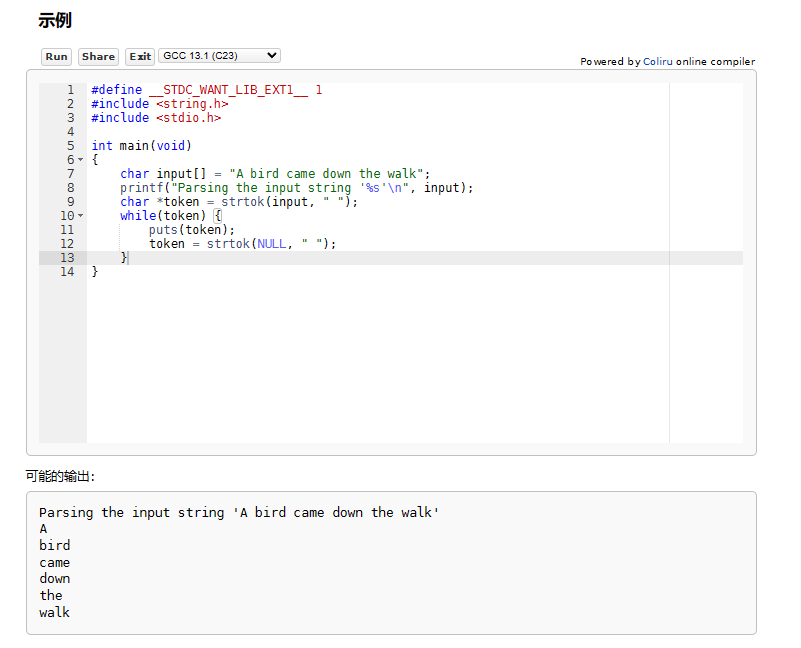 示例
Run Share Exit GCC 13.1 (C23) Powered by Coliru online compiler
1 #define __STDC_WANT_LIB_EXT1__ 1
2 #include <string.h>
3 #include <stdio.h>
4
5 int main(void)
6 {
7     char input[] = "A bird came down the walk";
8     printf("Parsing the input string '%s'\n", input);
9     char *token = strtok(input, " ");
10     while(token) {
11         puts(token);
12         token = strtok(NULL, " ");
13     }
14 }
可能的输出:
Parsing the input string 'A bird came down the walk'
A
bird
came
down
the
walk